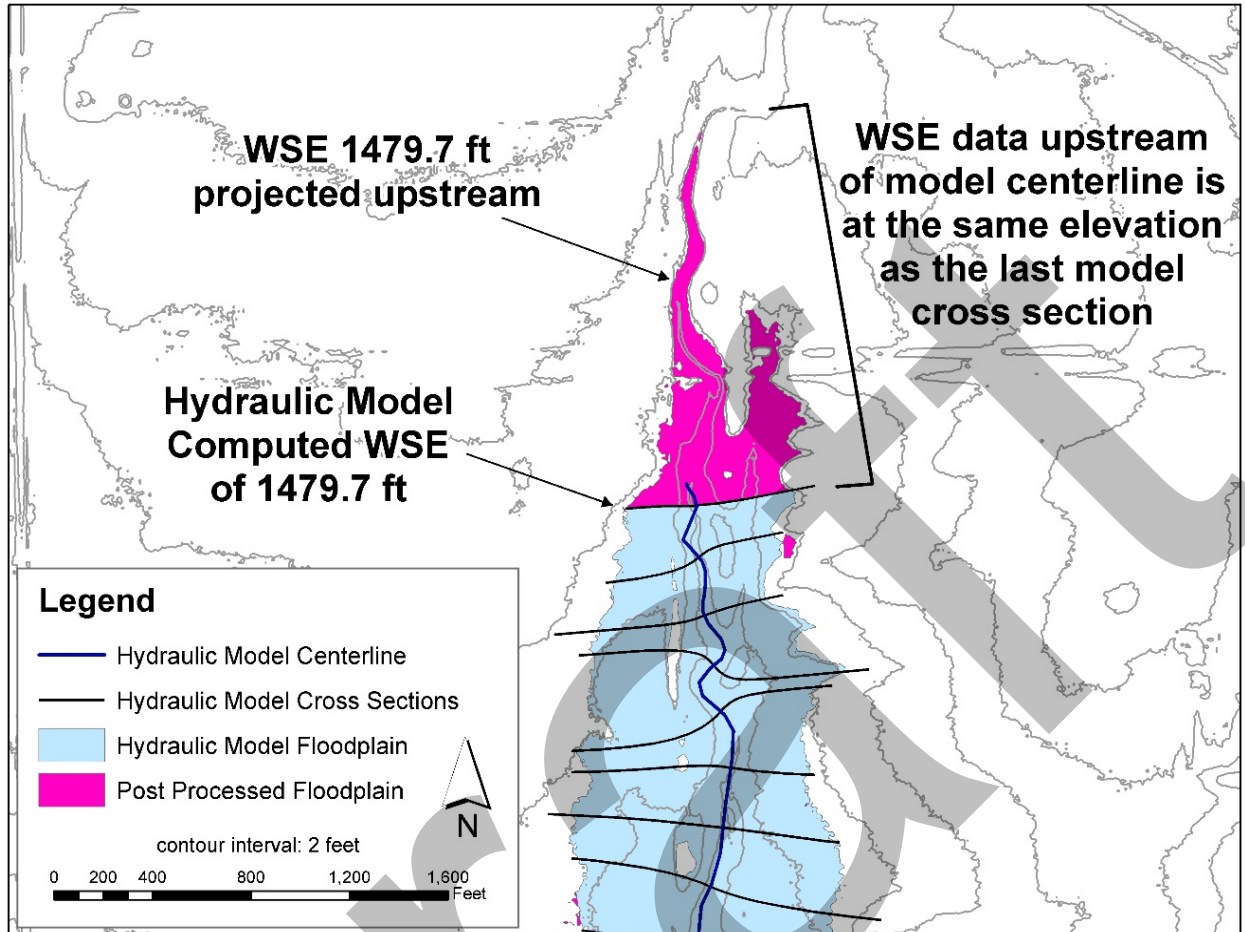 WSE 1479.7 ft
projected upstream
WSE data upstream
of model centerline is
at the same elevation
as the last model
cross section
Hydraulic Model
Computed WSE
of 1479.7 ft
Legend
Hydraulic Model Centerline
Hydraulic Model Cross Sections
Hydraulic Model Floodplain
Post Processed Floodplain
N
contour interval: 2 feet
0 200 400 800 1,200 1,600
Feet